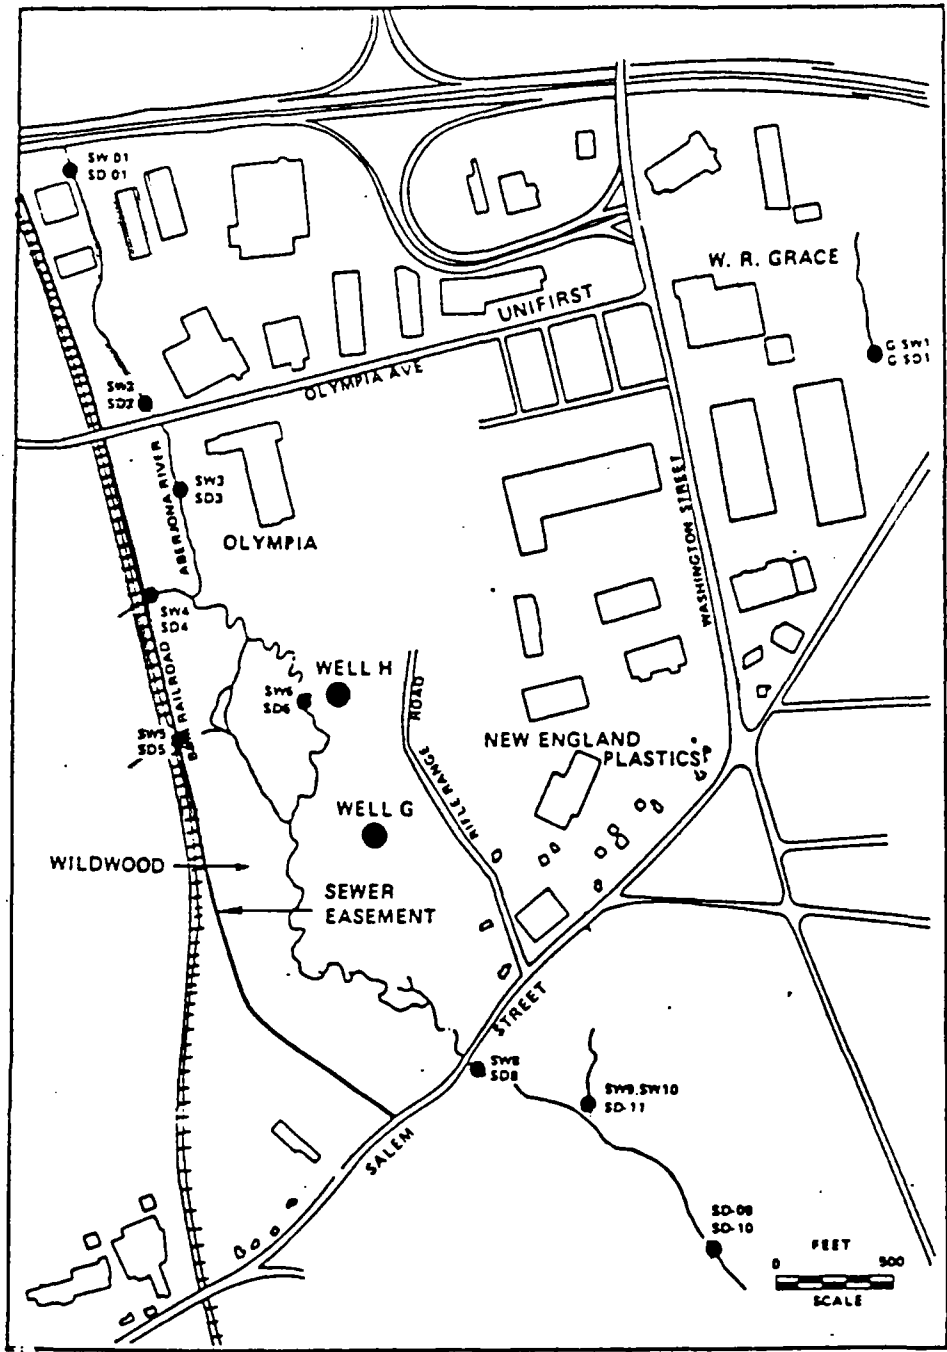 SW 01
SD 01
W. R. GRACE
UNIFIRST
G SW1
G SD1
OLYMPIA AVE
SW2
SD2
ABERJONA RIVER
SW3
SD3
OLYMPIA
WASHINGTON STREET
SW4
SD4
WELL H
SW6
SD6
B&M RAILROAD
SW5
SD5
RIFLE RANGE ROAD
NEW ENGLAND
PLASTICS
WELL G
WILDWOOD
SEWER
EASEMENT
SALEM STREET
SW8
SD8
SW9, SW10
SD-11
SD-09
SD-10
FEET
0 500
SCALE